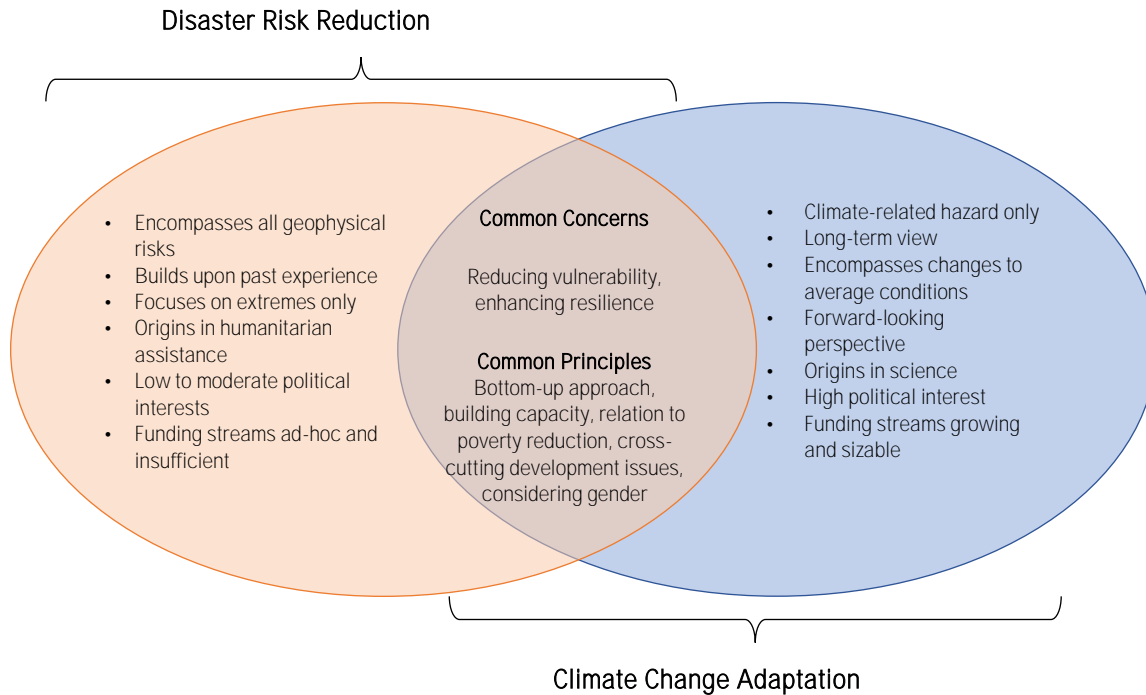 Disaster Risk Reduction
• Encompasses all geophysical
risks
• Builds upon past experience
• Focuses on extremes only
• Origins in humanitarian
assistance
• Low to moderate political
interests
• Funding streams ad-hoc and
insufficient
Common Concerns
Reducing vulnerability,
enhancing resilience
Common Principles
Bottom-up approach,
building capacity, relation to
poverty reduction, cross-
cutting development issues,
considering gender
• Climate-related hazard only
• Long-term view
• Encompasses changes to
average conditions
• Forward-looking
perspective
• Origins in science
• High political interest
• Funding streams growing
and sizable
Climate Change Adaptation